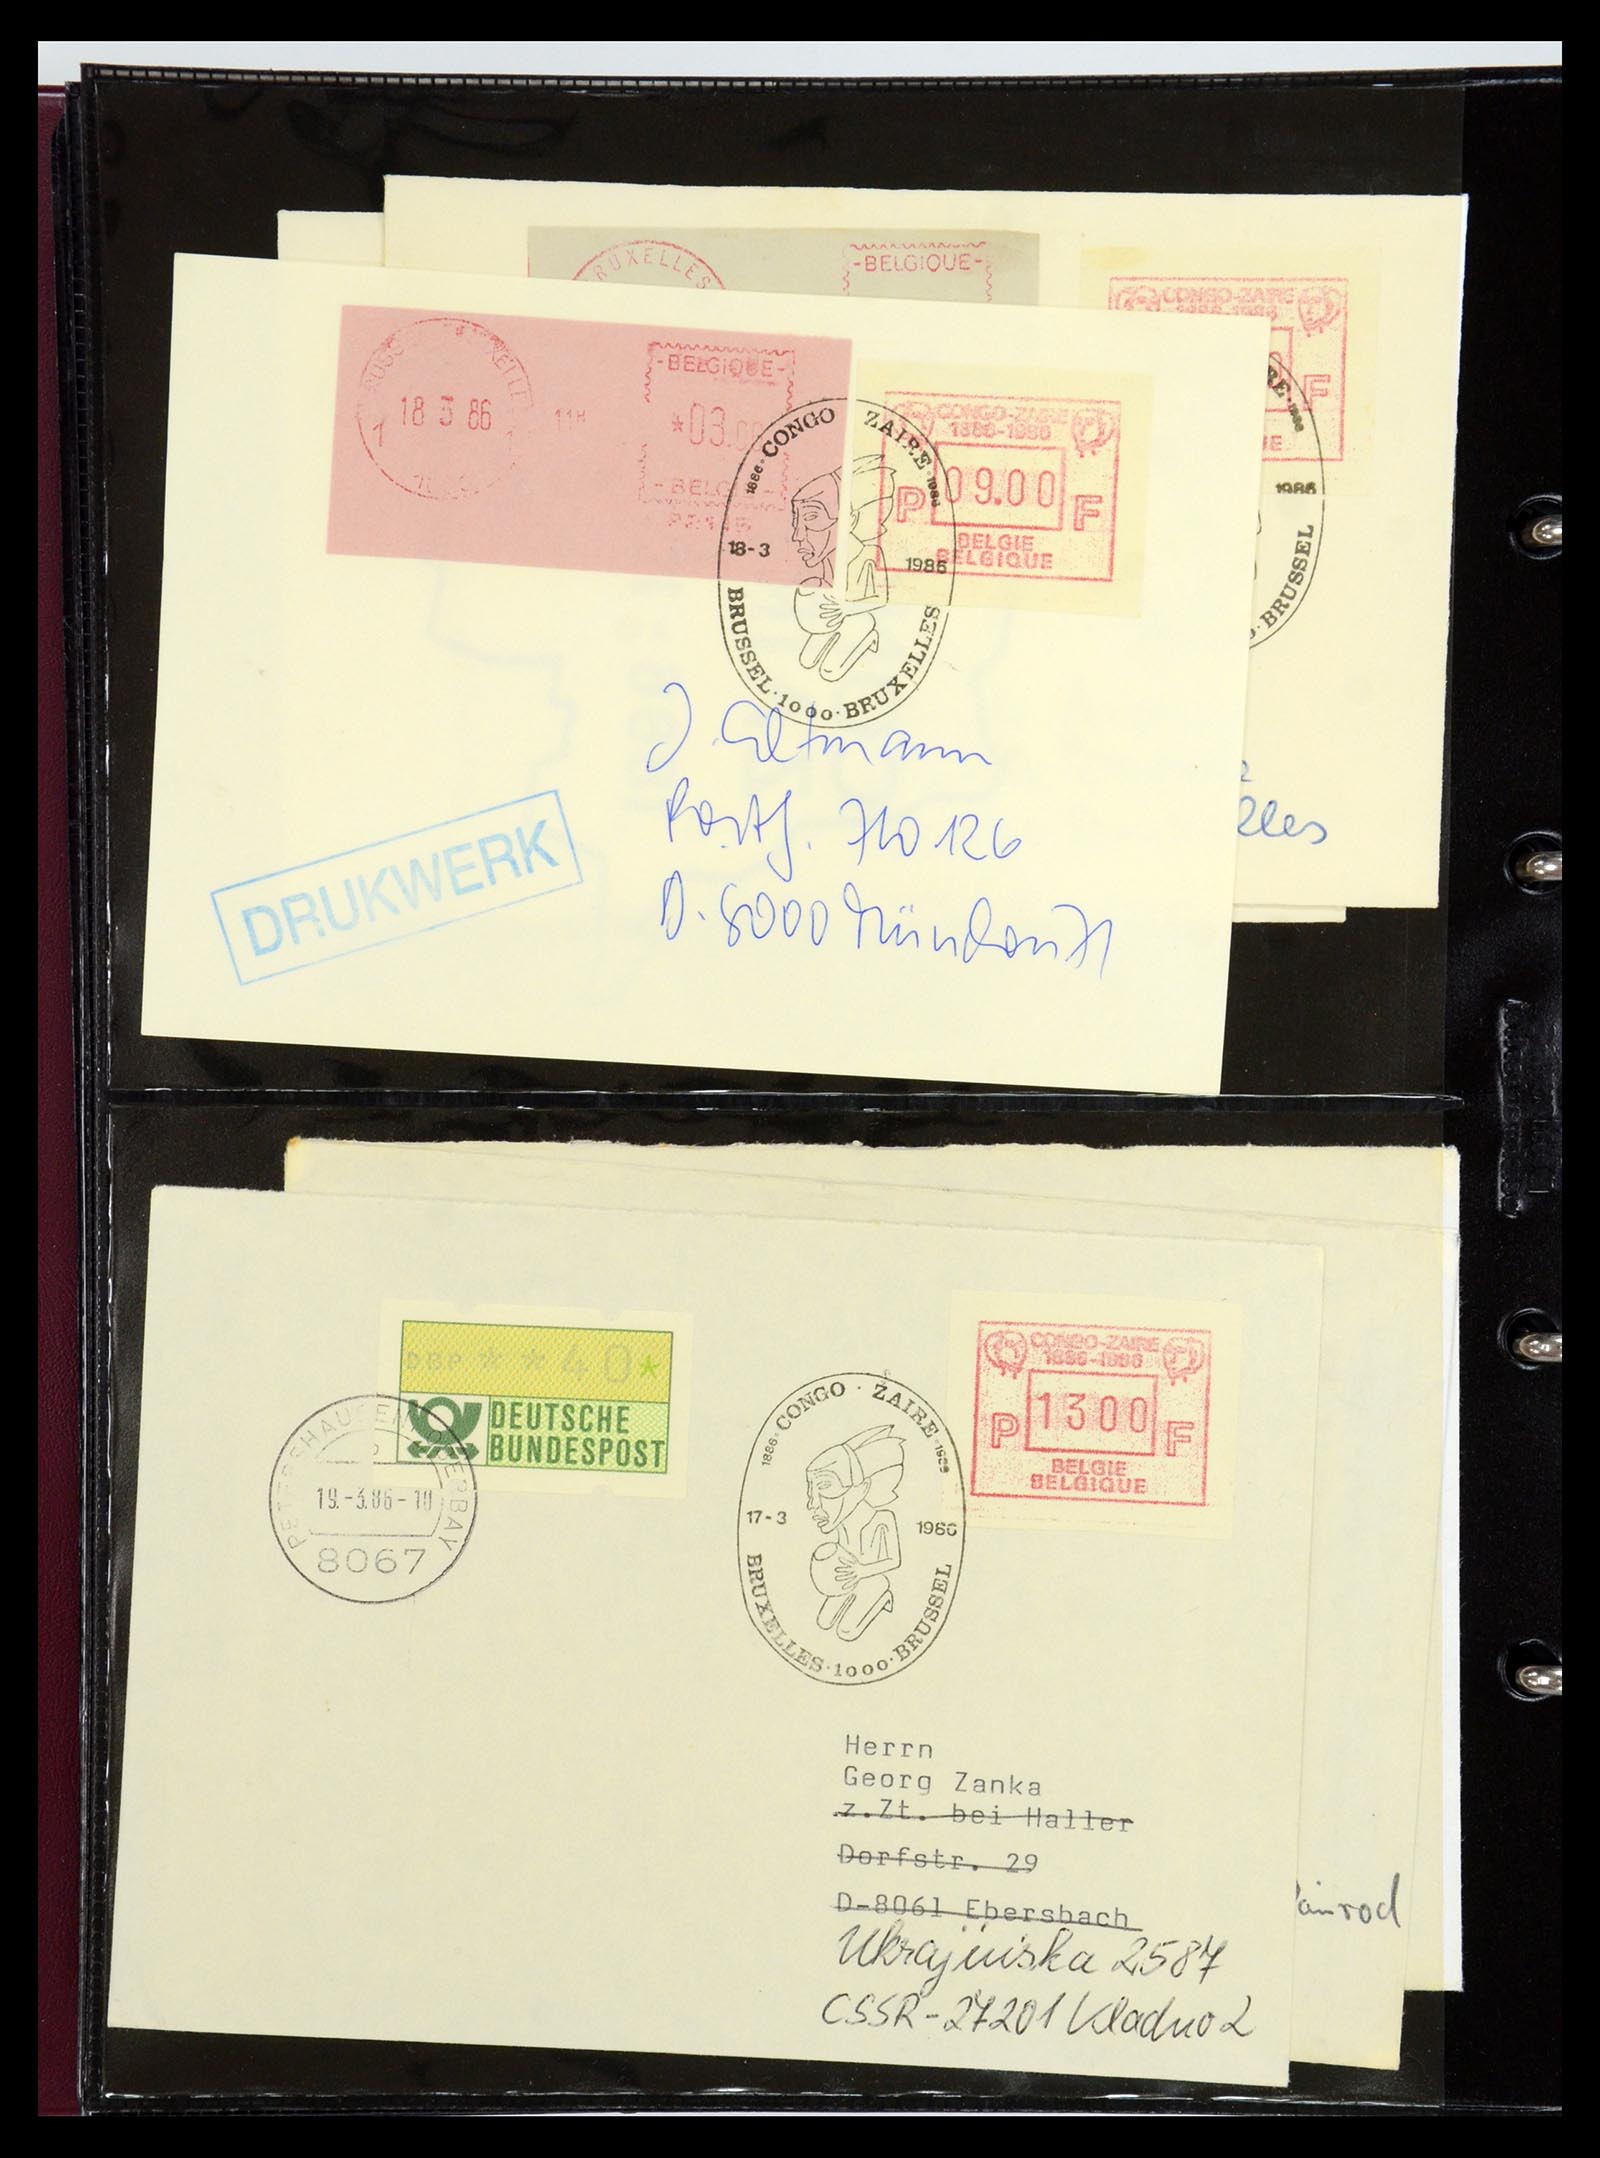 BRUXELLES
-BELGIQUE-
CONGO-ZAIRE
1886-1986
F
1986
BRUSSEL
lles
18 3 86
11H
-BELGIQUE-
*03.00
1886 · CONGO ZAIRE · 1986
18-3
1986
BRUSSEL · 1000 · BRUXELLES
CONGO-ZAIRE
1886-1986
P 09.00 F
BELGIE
BELGIQUE
J. Eltmann
Postf. 710126
D. 8000 München 71
DRUKWERK
DBP * * 40 *
DEUTSCHE
BUNDESPOST
PETERSHAUSEN OBERBAY
19.-3.86-10
8067
1886 · CONGO · ZAIRE · 1986
17-3
1986
BRUXELLES · 1000 · BRUSSEL
CONGO-ZAIRE
1886-1986
P 1300 F
BELGIE
BELGIQUE
Herrn
Georg Zanka
z.Zt. bei Haller
Dorfstr. 29
D-8061 Ebersbach
Ukrajinska 2587
CSSR-27201 Kladno 2